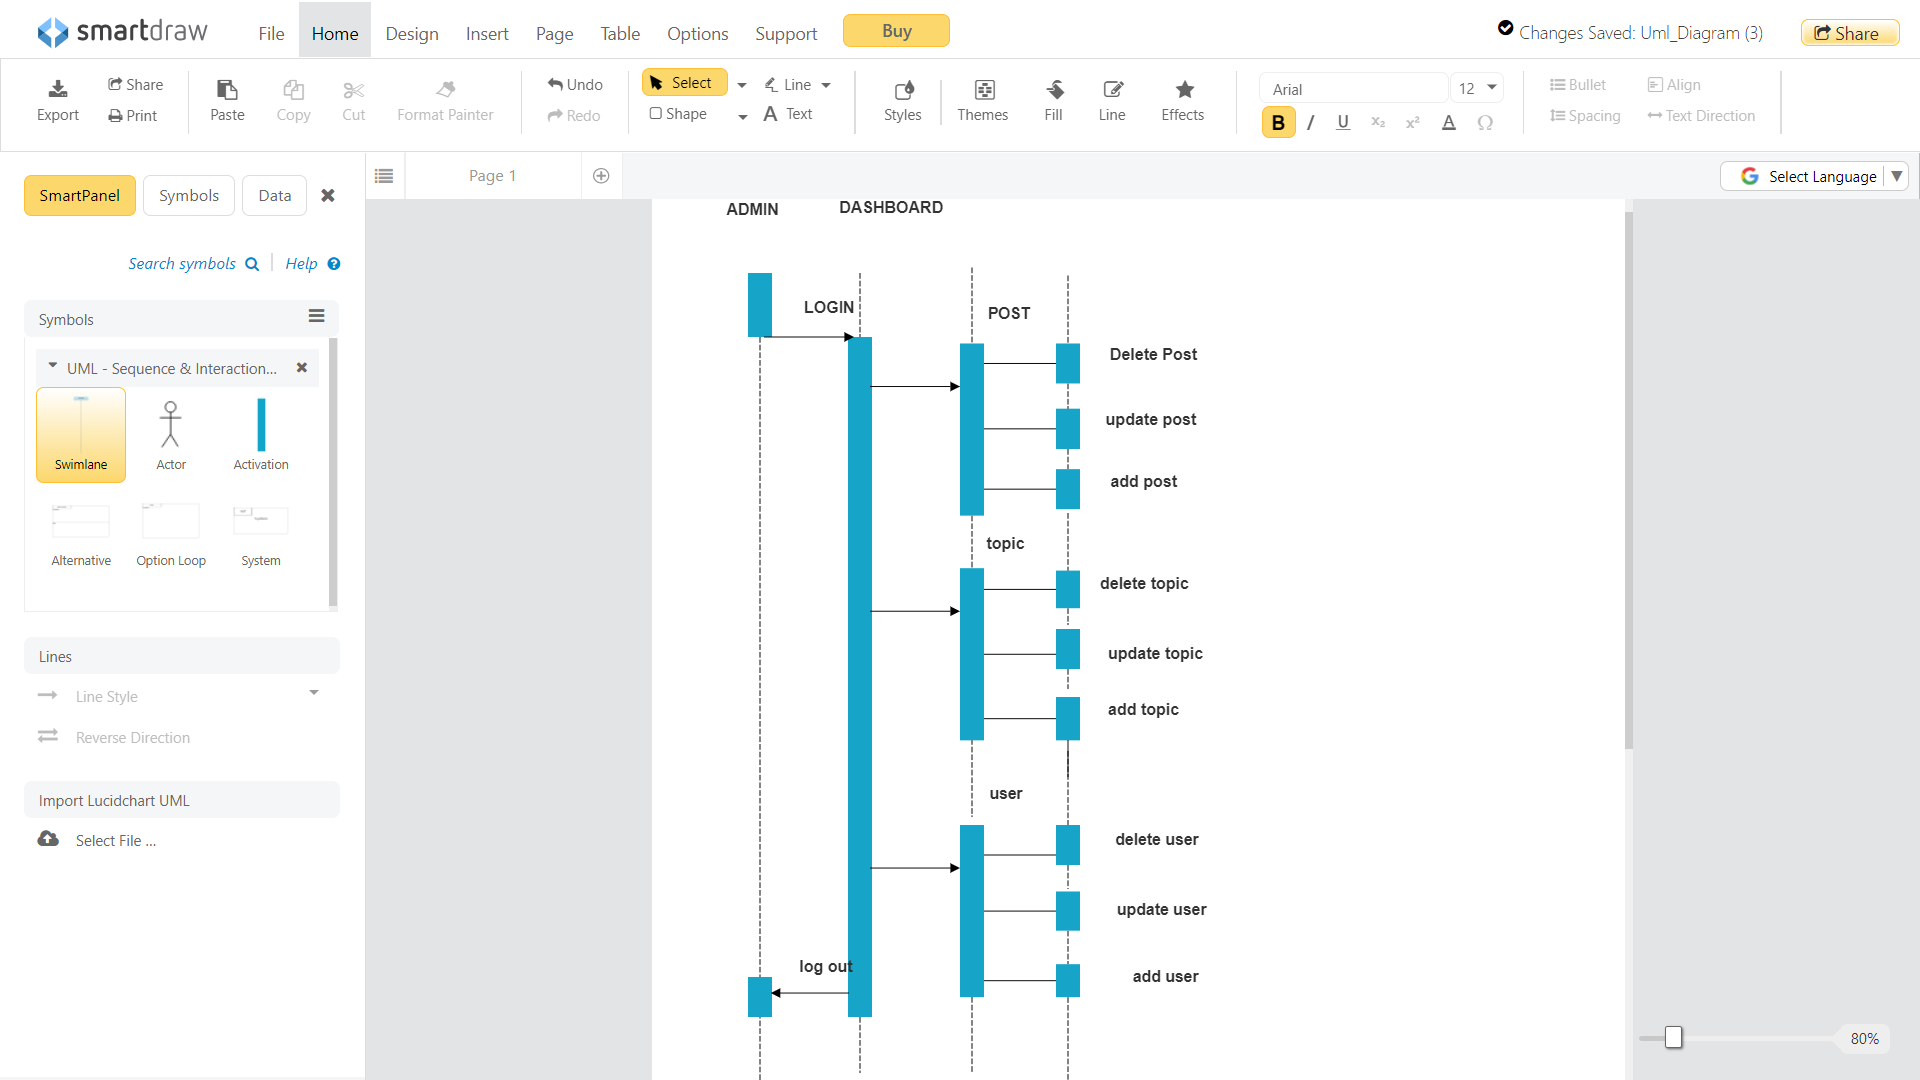 smartdraw
File Home Design Insert Page Table Options Support Buy
Changes Saved: Uml_Diagram (3)
Share
Export
Share
Print
Paste
Copy
Cut
Format Painter
Undo
Redo
Select
Shape
Line
A Text
Styles
Themes
Fill
Line
Effects
Arial
12
B I U x₂ x² A Ω
Bullet
Spacing
Align
Text Direction
SmartPanel
Symbols
Data
Page 1
Select Language
Search symbols
Help
Symbols
UML - Sequence & Interaction...
Swimlane
Actor
Activation
Alternative
Option Loop
System
Lines
Line Style
Reverse Direction
Import Lucidchart UML
Select File ...
ADMIN
DASHBOARD
LOGIN
POST
Delete Post
update post
add post
topic
delete topic
update topic
add topic
user
delete user
update user
log out
add user
80%